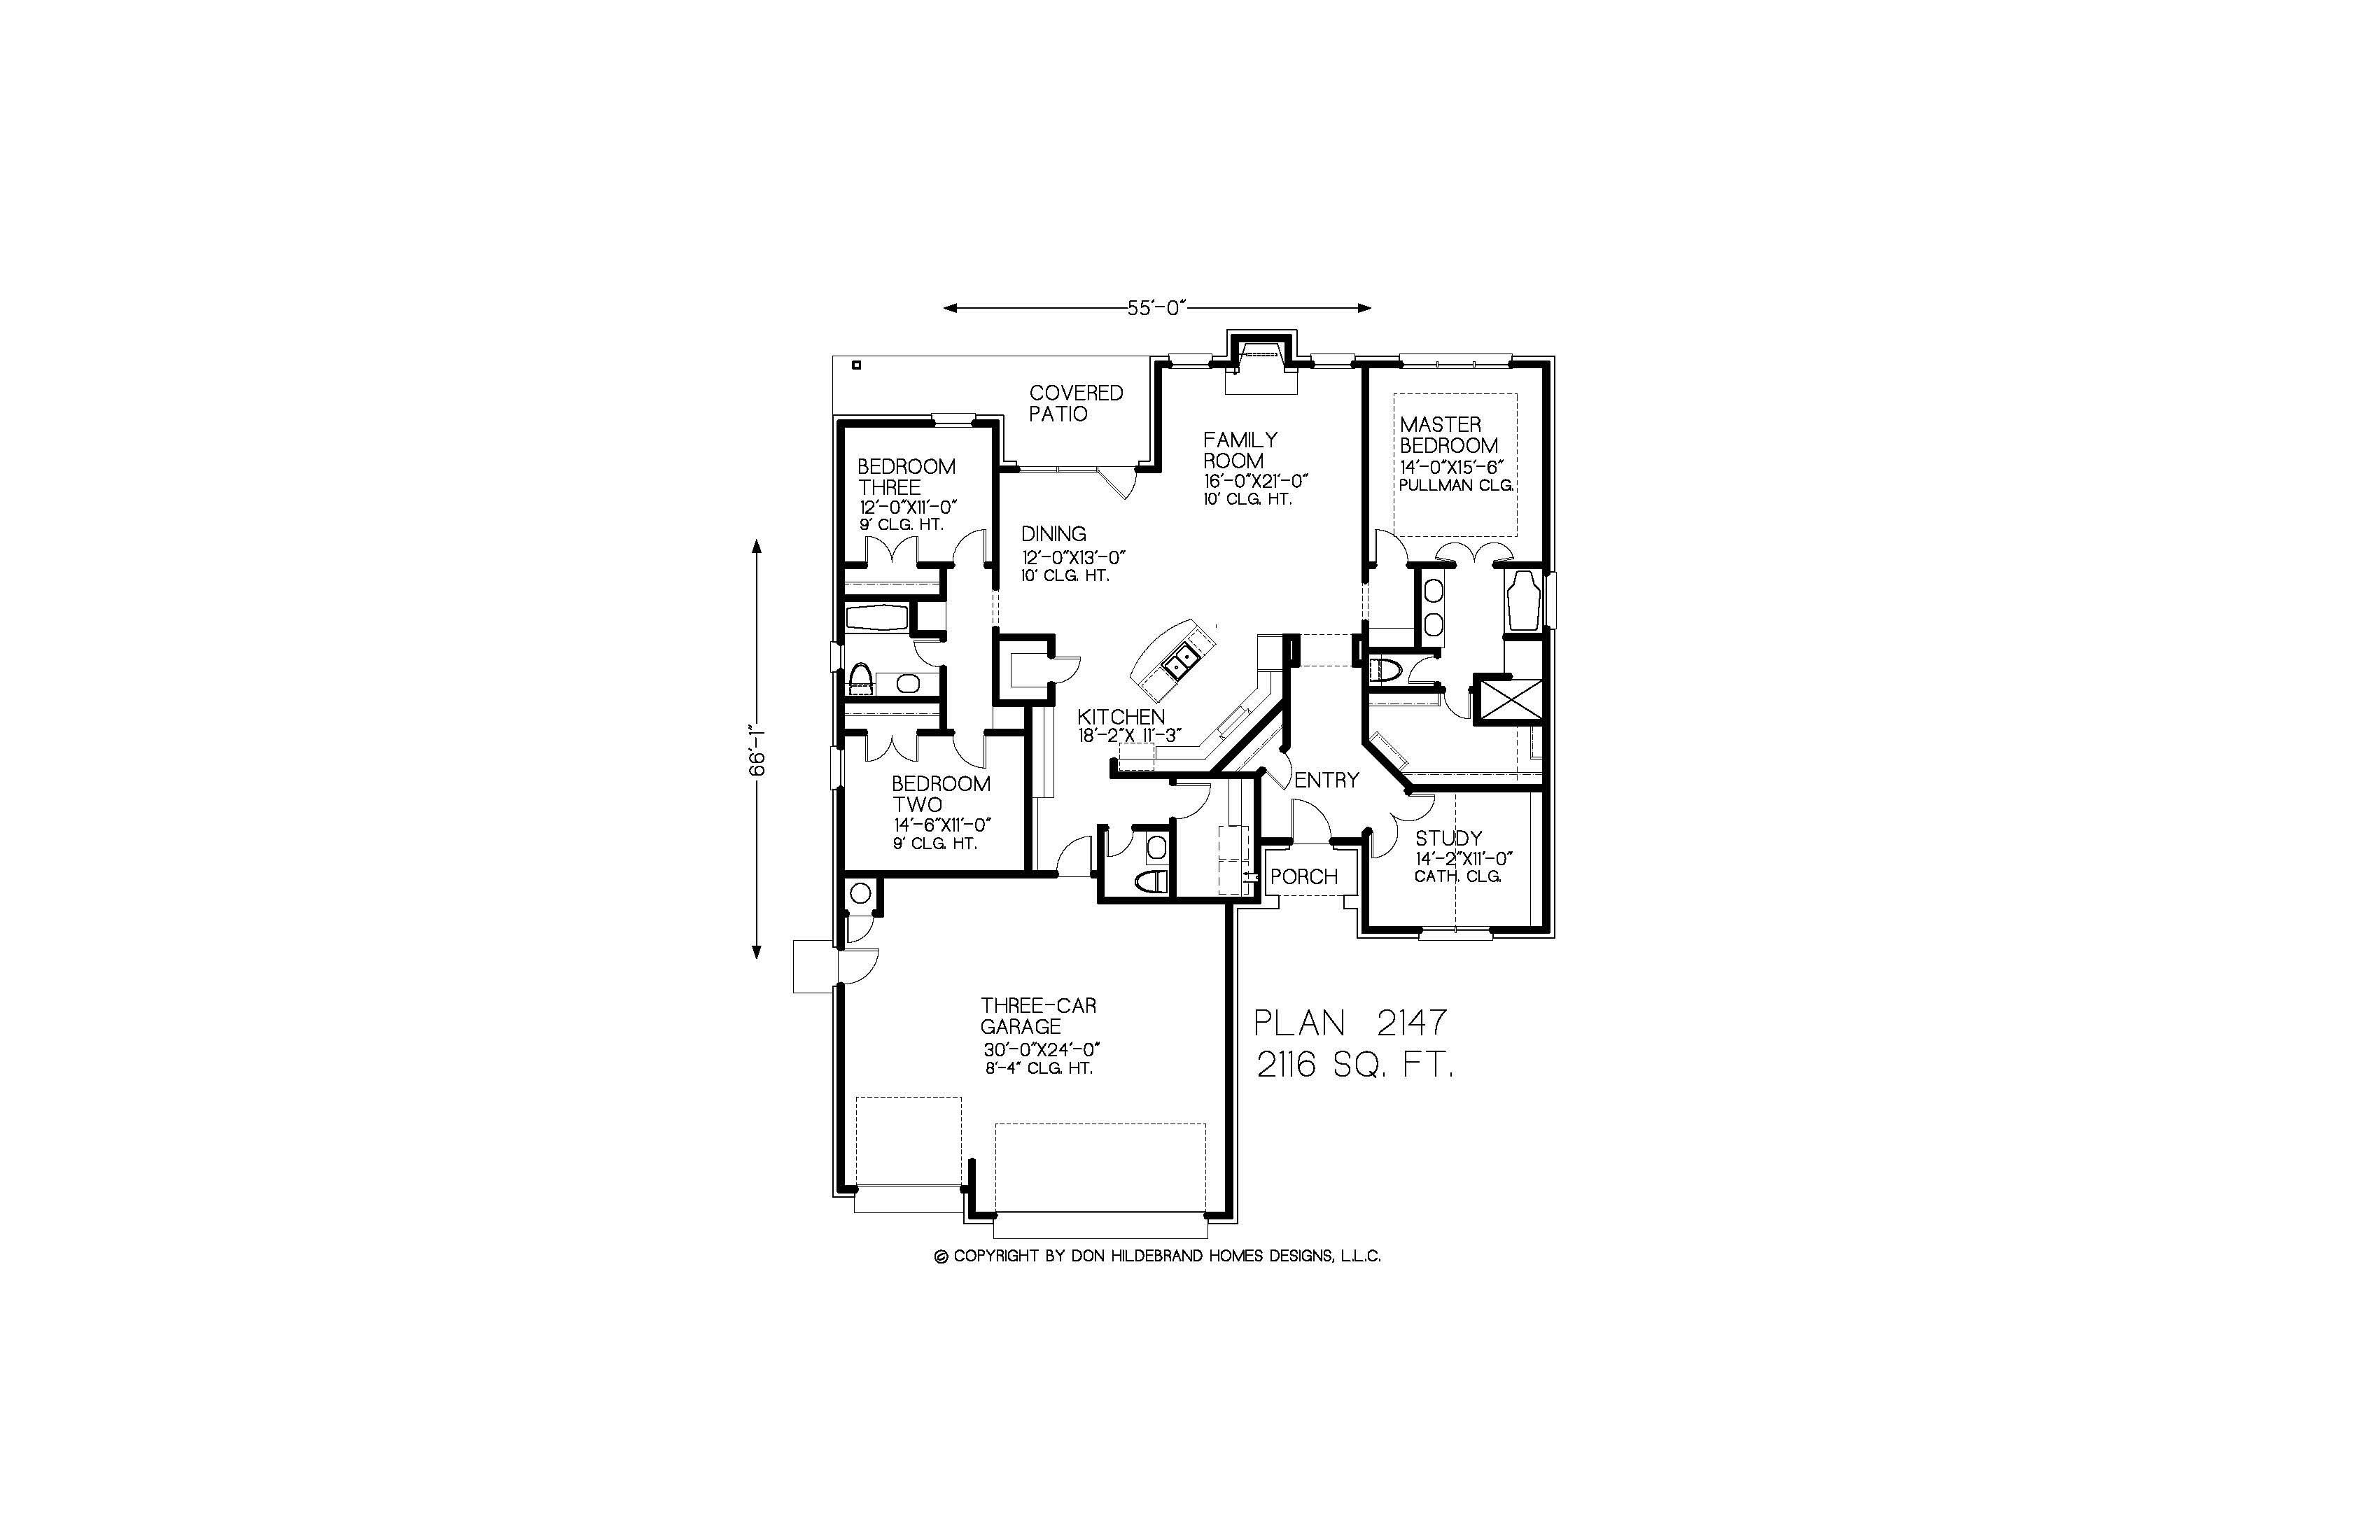 55'-0"
COVERED
PATIO
FAMILY
ROOM
16'-0"X21'-0"
10' CLG. HT.
MASTER
BEDROOM
14'-0"X15'-6"
PULLMAN CLG.
BEDROOM
THREE
12'-0"X11'-0"
9' CLG. HT.
DINING
12'-0"X13'-0"
10' CLG. HT.
66'-1"
KITCHEN
18'-2"X 11'-3"
BEDROOM
TWO
14'-6"X11'-0"
9' CLG. HT.
ENTRY
STUDY
14'-2"X11'-0"
CATH. CLG.
PORCH
THREE-CAR
GARAGE
30'-0"X24'-0"
8'-4" CLG. HT.
PLAN 2147
2116 SQ. FT.
© COPYRIGHT BY DON HILDEBRAND HOMES DESIGNS, L.L.C.